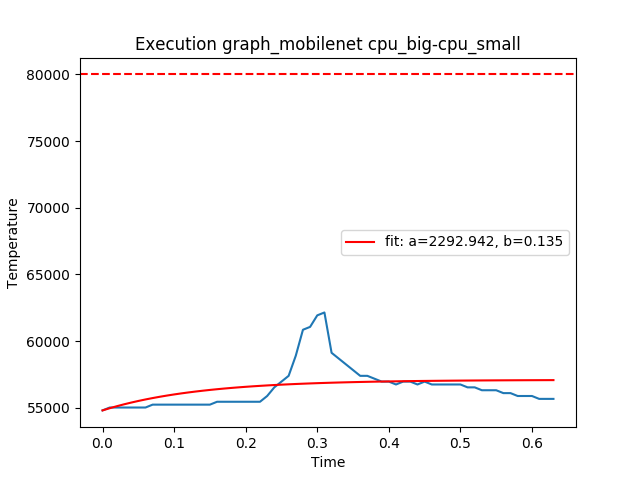 Execution graph_mobilenet cpu_big-cpu_small
80000
75000
70000
65000
60000
55000
Temperature
fit: a=2292.942, b=0.135
0.0 0.1 0.2 0.3 0.4 0.5 0.6
Time